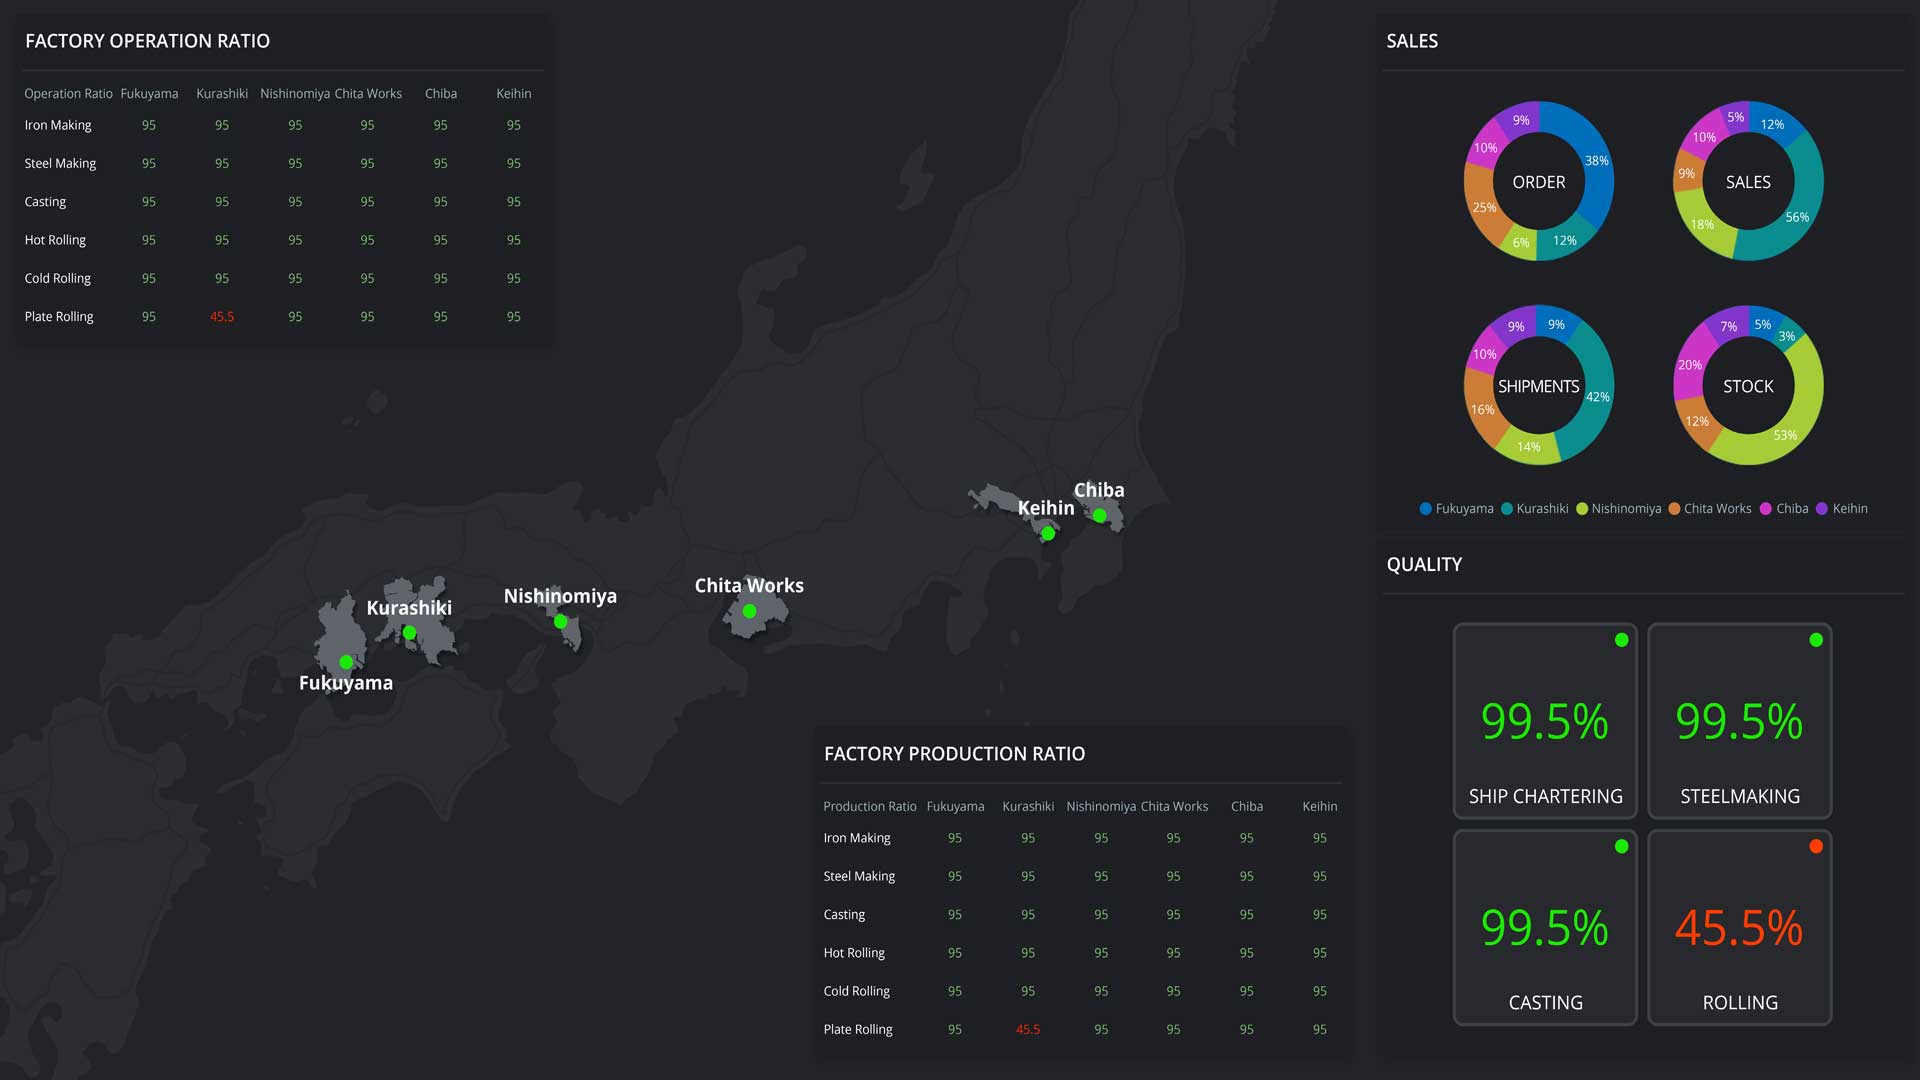 FACTORY OPERATION RATIO
Operation Ratio Fukuyama Kurashiki Nishinomiya Chita Works Chiba Keihin
Iron Making 95 95 95 95 95 95
Steel Making 95 95 95 95 95 95
Casting 95 95 95 95 95 95
Hot Rolling 95 95 95 95 95 95
Cold Rolling 95 95 95 95 95 95
Plate Rolling 95 45.5 95 95 95 95
Chiba
Keihin
Chita Works
Nishinomiya
Kurashiki
Fukuyama
FACTORY PRODUCTION RATIO
Production Ratio Fukuyama Kurashiki Nishinomiya Chita Works Chiba Keihin
Iron Making 95 95 95 95 95 95
Steel Making 95 95 95 95 95 95
Casting 95 95 95 95 95 95
Hot Rolling 95 95 95 95 95 95
Cold Rolling 95 95 95 95 95 95
Plate Rolling 95 45.5 95 95 95 95
SALES
9%
10%
38%
ORDER
25%
6%
12%
5%
12%
10%
9%
SALES
56%
18%
9%
9%
10%
SHIPMENTS
42%
16%
14%
7%
5%
3%
20%
STOCK
12%
53%
Fukuyama Kurashiki Nishinomiya Chita Works Chiba Keihin
QUALITY
99.5%
SHIP CHARTERING
99.5%
STEELMAKING
99.5%
CASTING
45.5%
ROLLING